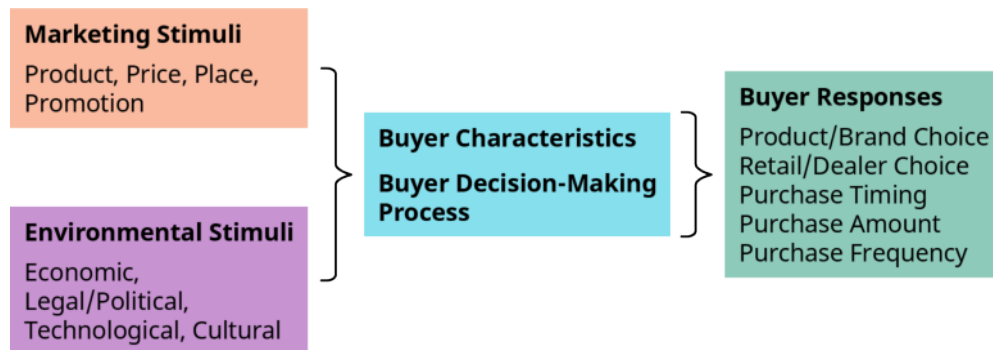 Marketing Stimuli
Product, Price, Place,
Promotion
Environmental Stimuli
Economic,
Legal/Political,
Technological, Cultural
Buyer Characteristics
Buyer Decision-Making
Process
Buyer Responses
Product/Brand Choice
Retail/Dealer Choice
Purchase Timing
Purchase Amount
Purchase Frequency